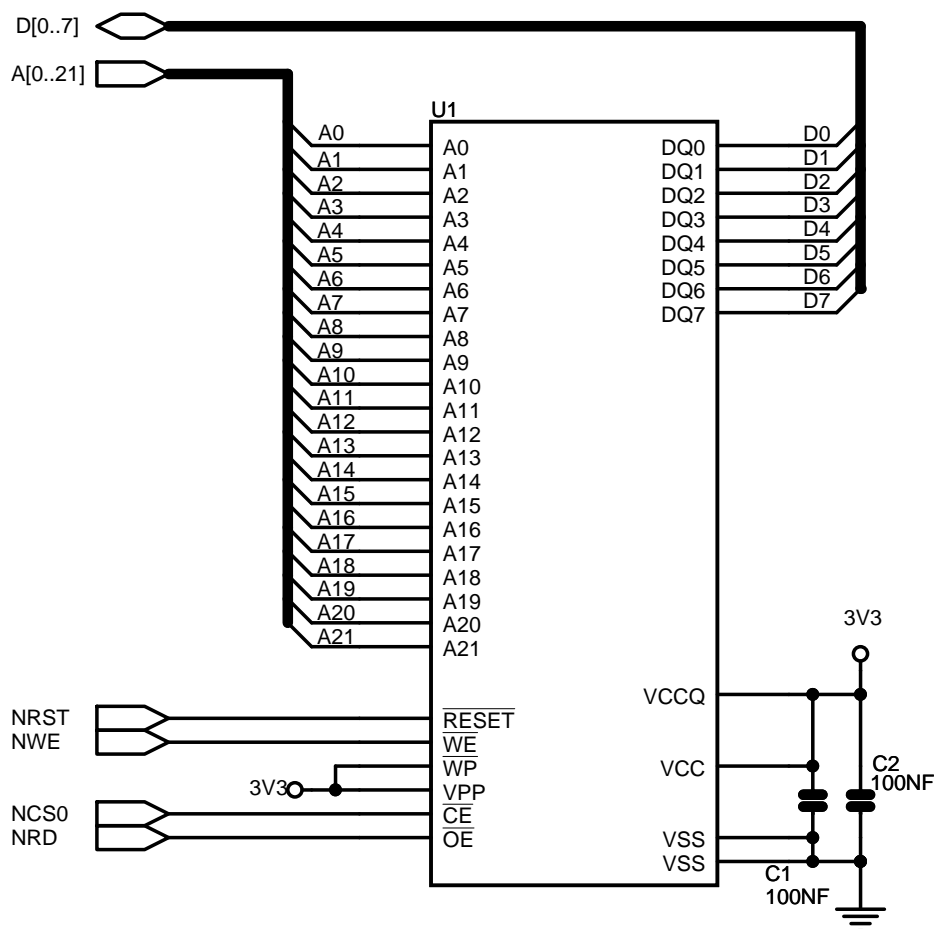 D[0..7]
A[0..21]
U1
A0 A0 DQ0 D0
A1 A1 DQ1 D1
A2 A2 DQ2 D2
A3 A3 DQ3 D3
A4 A4 DQ4 D4
A5 A5 DQ5 D5
A6 A6 DQ6 D6
A7 A7 DQ7 D7
A8 A8
A9 A9
A10 A10
A11 A11
A12 A12
A13 A13
A14 A14
A15 A15
A16 A16
A17 A17
A18 A18
A19 A19
A20 A20
A21 A21
3V3
VCCQ
NRST RESET
NWE WE
WP VCC C2
100NF
3V3 VPP
NCS0 CE
NRD OE VSS
VSS
C1
100NF